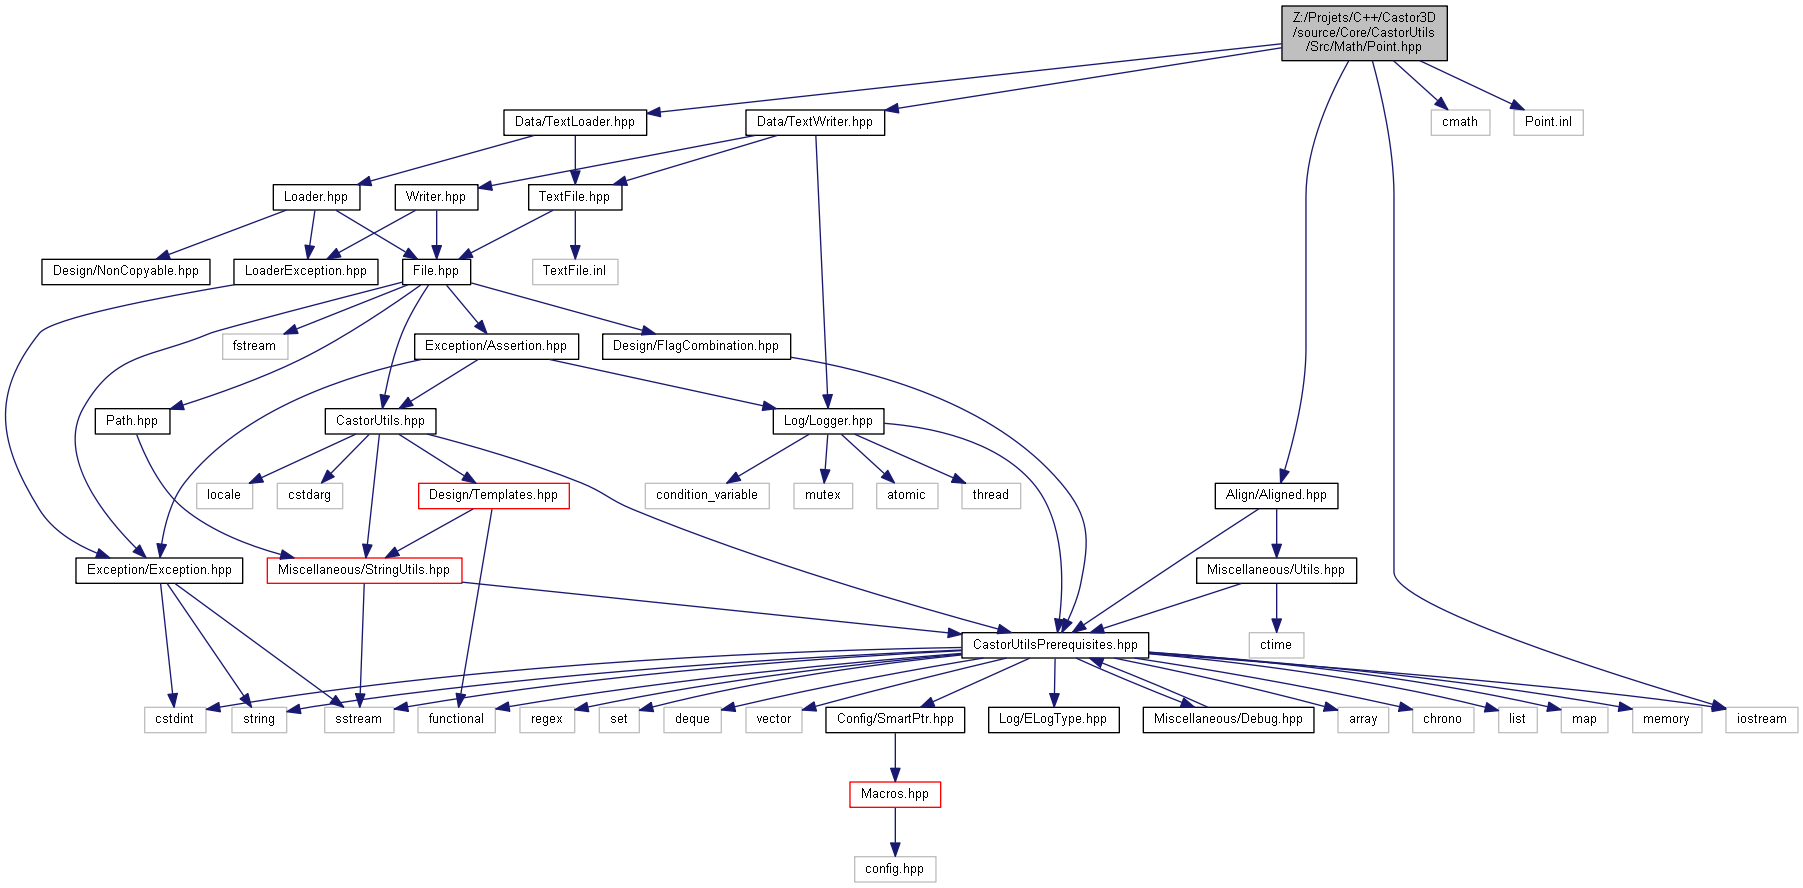 Z:/Projets/C++/Castor3D
/source/Core/CastorUtils
/Src/Math/Point.hpp
Data/TextLoader.hpp
Data/TextWriter.hpp
cmath
Point.inl
Loader.hpp
Writer.hpp
TextFile.hpp
Design/NonCopyable.hpp
LoaderException.hpp
File.hpp
TextFile.inl
fstream
Exception/Assertion.hpp
Design/FlagCombination.hpp
Path.hpp
CastorUtils.hpp
Log/Logger.hpp
locale
cstdarg
Design/Templates.hpp
condition_variable
mutex
atomic
thread
Align/Aligned.hpp
Exception/Exception.hpp
Miscellaneous/StringUtils.hpp
Miscellaneous/Utils.hpp
CastorUtilsPrerequisites.hpp
ctime
cstdint
string
sstream
functional
regex
set
deque
vector
Config/SmartPtr.hpp
Log/ELogType.hpp
Miscellaneous/Debug.hpp
array
chrono
list
map
memory
iostream
Macros.hpp
config.hpp